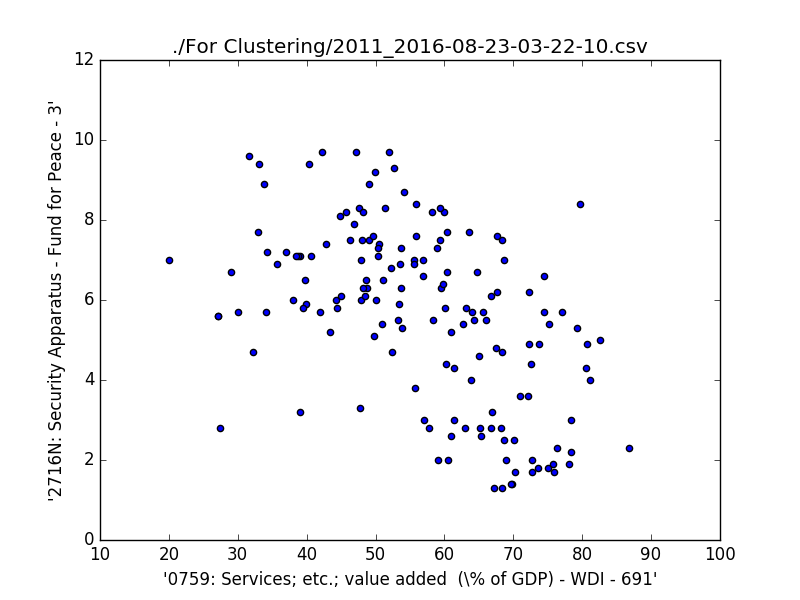 ./For Clustering/2011_2016-08-23-03-22-10.csv
12
10
8
6
4
2
0
'2716N: Security Apparatus - Fund for Peace - 3'
10 20 30 40 50 60 70 80 90 100
'0759: Services; etc.; value added  (\% of GDP) - WDI - 691'